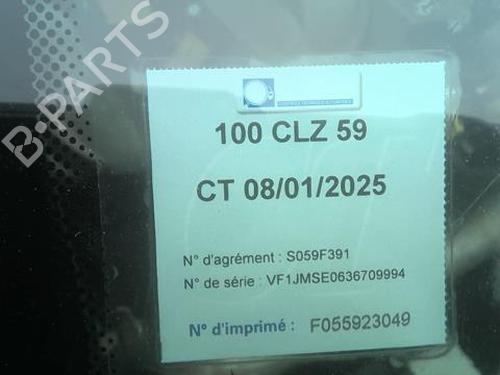 B-PARTS
100 CLZ 59
CT 08/01/2025
N° d'agrément : S059F391
N° de série : VF1JMSE0636709994
N° d'imprimé : F055923049